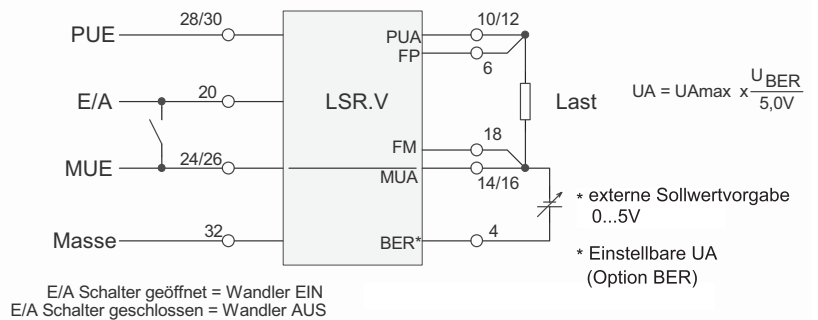 28/30
10/12
PUE
PUA
FP
6
E/A
20
LSR.V
Last
UA = UAmax x U BER
5,0V
18
FM
MUE
24/26
MUA
14/16
* externe Sollwertvorgabe
0...5V
Masse
32
BER*
4
* Einstellbare UA
(Option BER)
E/A Schalter geöffnet = Wandler EIN
E/A Schalter geschlossen = Wandler AUS